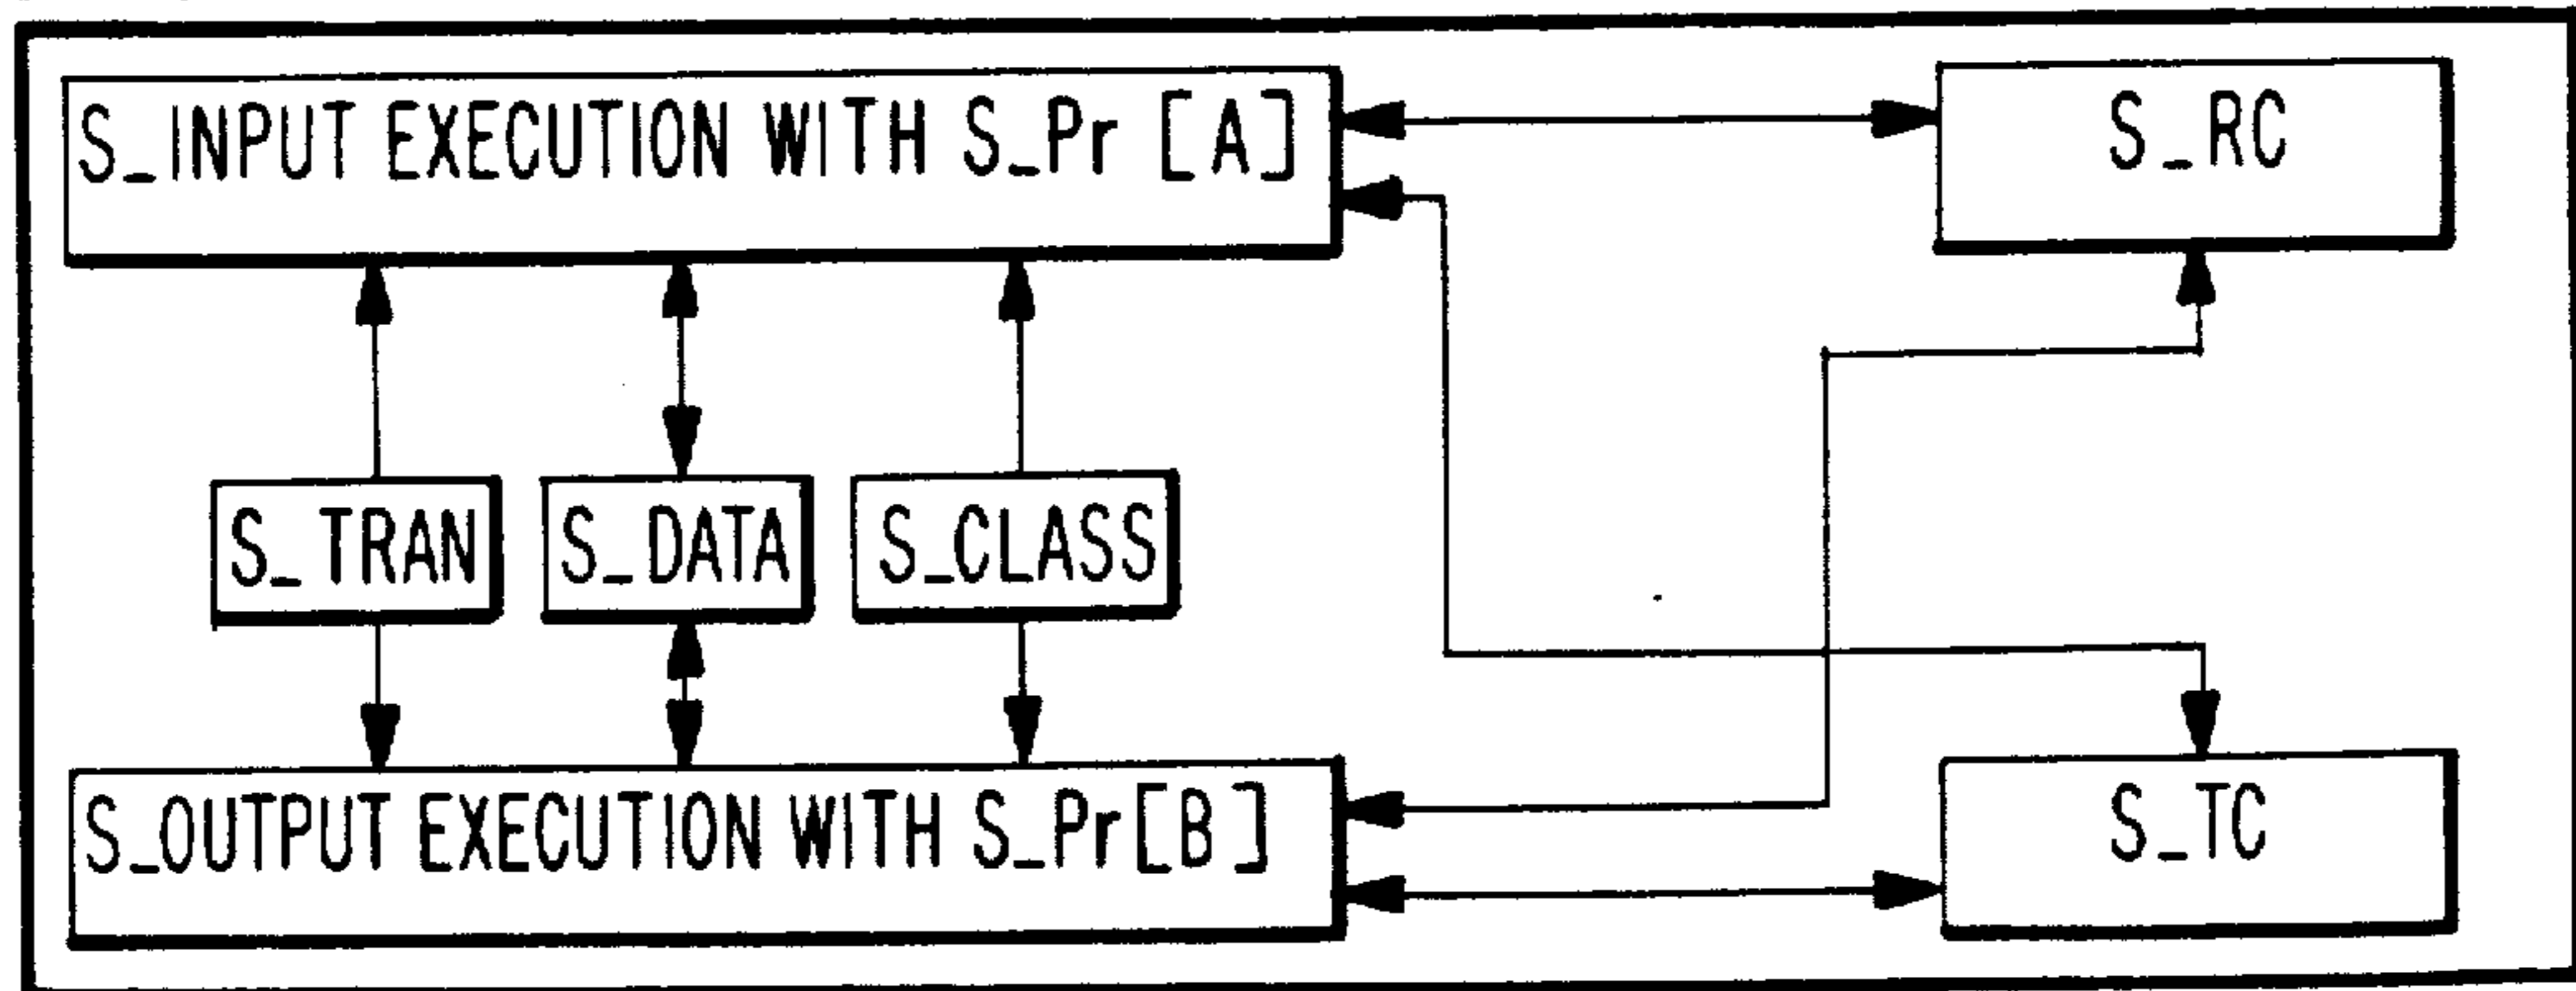 S_INPUT EXECUTION WITH S_Pr [A]
S_RC
S_TRAN
S_DATA
S_CLASS
S_OUTPUT EXECUTION WITH S_Pr[B]
S_TC